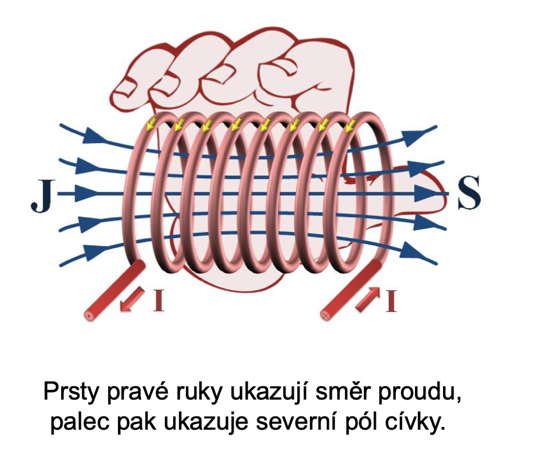 J
S
I
I
Prsty pravé ruky ukazují směr proudu,
palec pak ukazuje severní pól cívky.